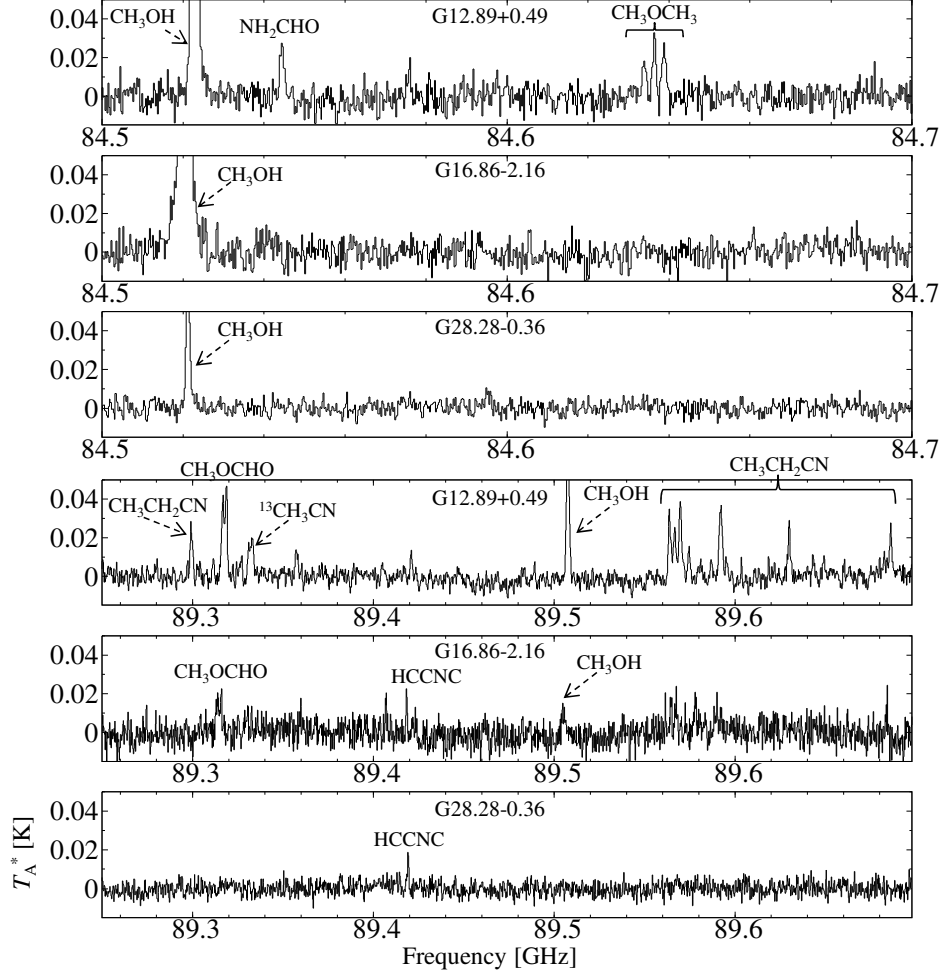 G12.89+0.49
CH₃OH NH₂CHO CH₃OCH₃
0.04
0.02
0
84.5 84.6 84.7
G16.86-2.16
CH₃OH
0.04
0.02
0
84.5 84.6 84.7
G28.28-0.36
CH₃OH
0.04
0.02
0
84.5 84.6 84.7
CH₃OCHO CH₃CH₂CN
G12.89+0.49
CH₃CH₂CN ¹³CH₃CN CH₃OH
0.04
0.02
0
89.3 89.4 89.5 89.6
G16.86-2.16
CH₃OCHO HCCNC CH₃OH
0.04
0.02
0
89.3 89.4 89.5 89.6
G28.28-0.36
HCCNC
0.04
0.02
0
89.3 89.4 89.5 89.6
T_A* [K]
Frequency [GHz]